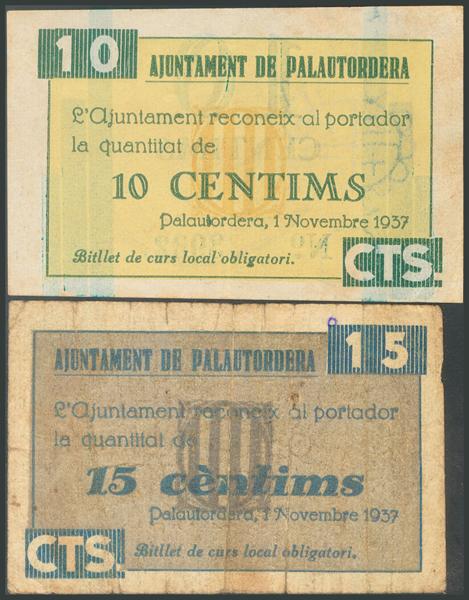 10
AJUNTAMENT DE PALAUTORDERA
L'Ajuntament reconeix al portador
la quantitat de
10 CENTIMS
Palautordera, 1 Novembre 1937
Bitllet de curs local obligatori.
CTS.
AJUNTAMENT DE PALAUTORDERA
15
L'Ajuntament reconeix al portador
la quantitat de
15 cèntims
Palautordera, 1 Novembre 1937
CTS.
Bitllet de curs local obligatori.